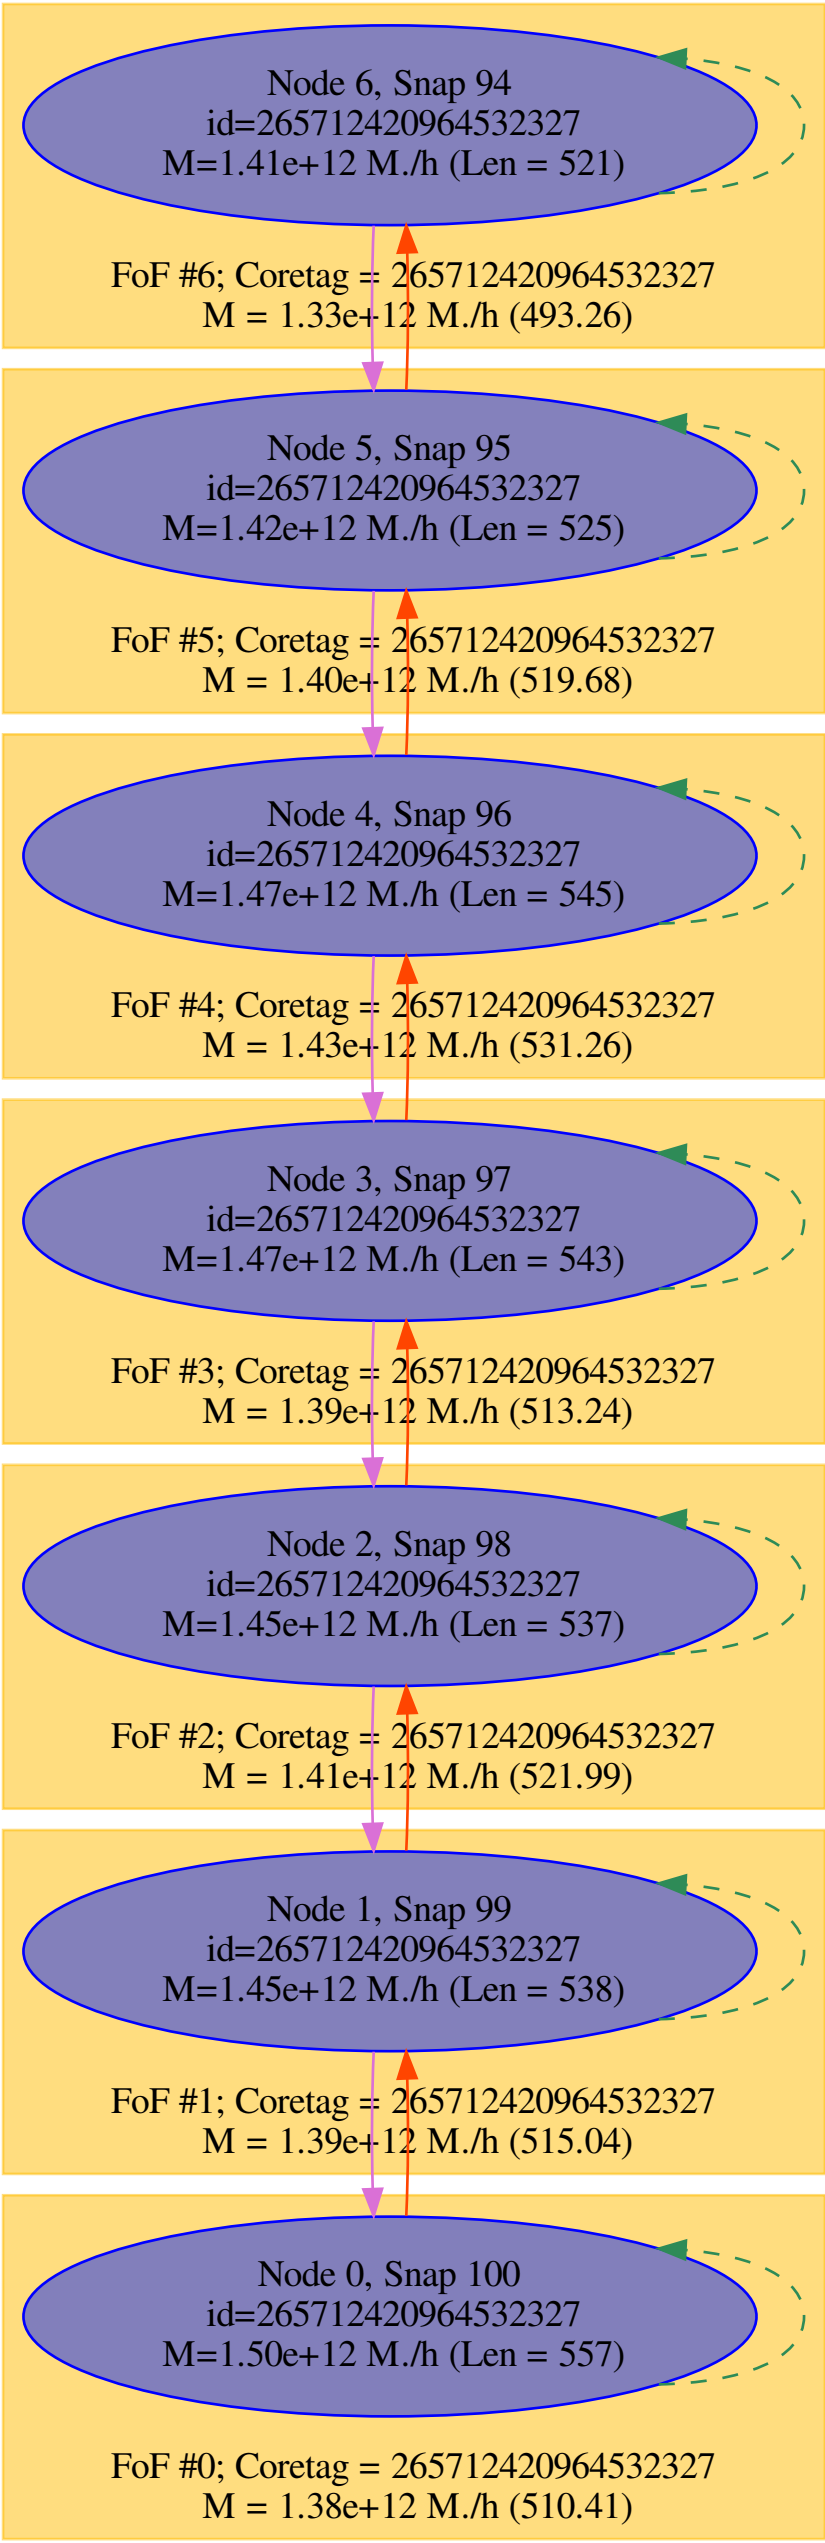 Node 6, Snap 94
id=265712420964532327
M=1.41e+12 M./h (Len = 521)
FoF #6; Coretag = 265712420964532327
M = 1.33e+12 M./h (493.26)
Node 5, Snap 95
id=265712420964532327
M=1.42e+12 M./h (Len = 525)
FoF #5; Coretag = 265712420964532327
M = 1.40e+12 M./h (519.68)
Node 4, Snap 96
id=265712420964532327
M=1.47e+12 M./h (Len = 545)
FoF #4; Coretag = 265712420964532327
M = 1.43e+12 M./h (531.26)
Node 3, Snap 97
id=265712420964532327
M=1.47e+12 M./h (Len = 543)
FoF #3; Coretag = 265712420964532327
M = 1.39e+12 M./h (513.24)
Node 2, Snap 98
id=265712420964532327
M=1.45e+12 M./h (Len = 537)
FoF #2; Coretag = 265712420964532327
M = 1.41e+12 M./h (521.99)
Node 1, Snap 99
id=265712420964532327
M=1.45e+12 M./h (Len = 538)
FoF #1; Coretag = 265712420964532327
M = 1.39e+12 M./h (515.04)
Node 0, Snap 100
id=265712420964532327
M=1.50e+12 M./h (Len = 557)
FoF #0; Coretag = 265712420964532327
M = 1.38e+12 M./h (510.41)